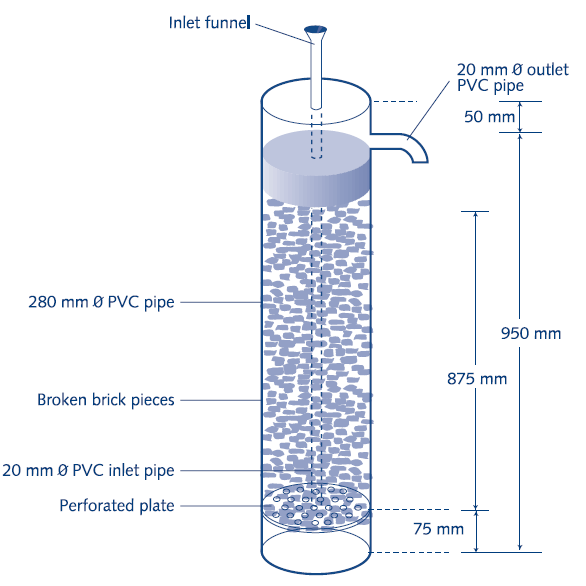 Inlet funnel
20 mm Ø outlet
PVC pipe
50 mm
280 mm Ø PVC pipe
950 mm
875 mm
Broken brick pieces
20 mm Ø PVC inlet pipe
Perforated plate
75 mm